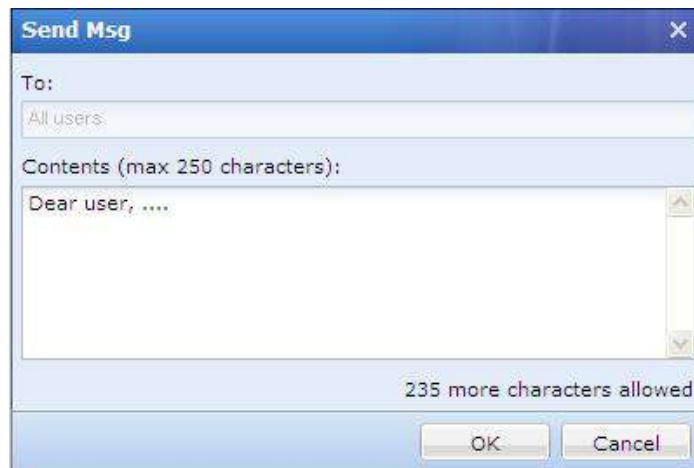 Send Msg
To:
All users
Contents (max 250 characters):
Dear user, ....
235 more characters allowed
OK Cancel